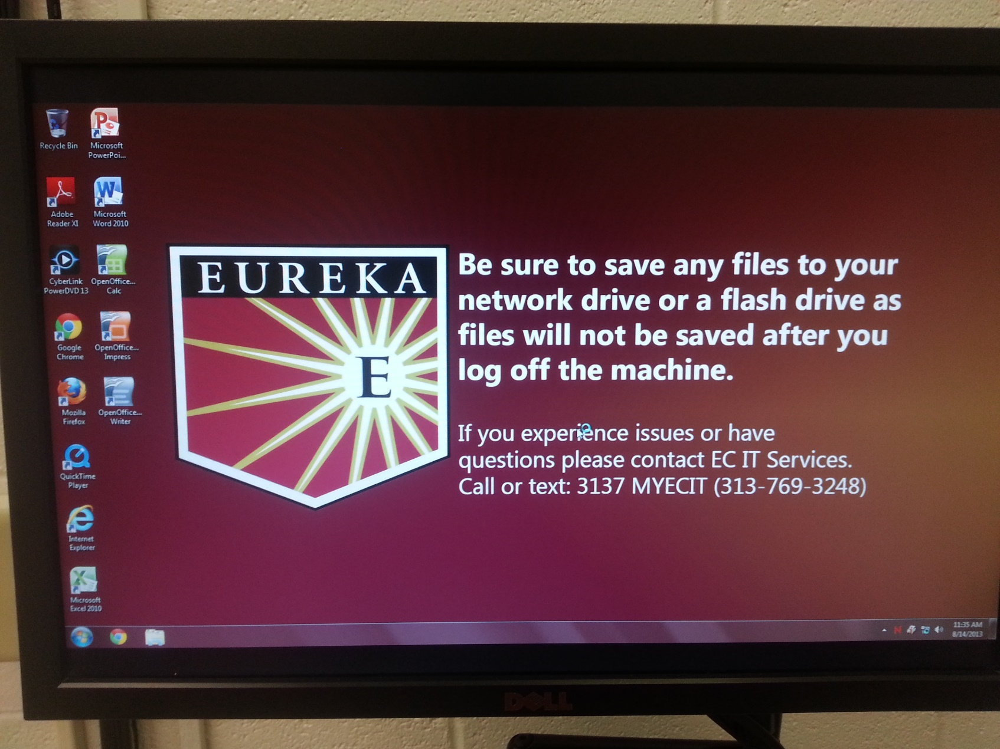 Recycle Bin
Microsoft
PowerPoi...
Adobe
Reader XI
Microsoft
Word 2010
CyberLink
PowerDVD 13
OpenOffice...
Calc
Google
Chrome
OpenOffice...
Impress
Mozilla
Firefox
OpenOffice...
Writer
QuickTime
Player
Internet
Explorer
Microsoft
Excel 2010
EUREKA
E
Be sure to save any files to your
network drive or a flash drive as
files will not be saved after you
log off the machine.
If you experience issues or have
questions please contact EC IT Services.
Call or text: 3137 MYECIT (313-769-3248)
11:35 AM
8/14/2013
DELL